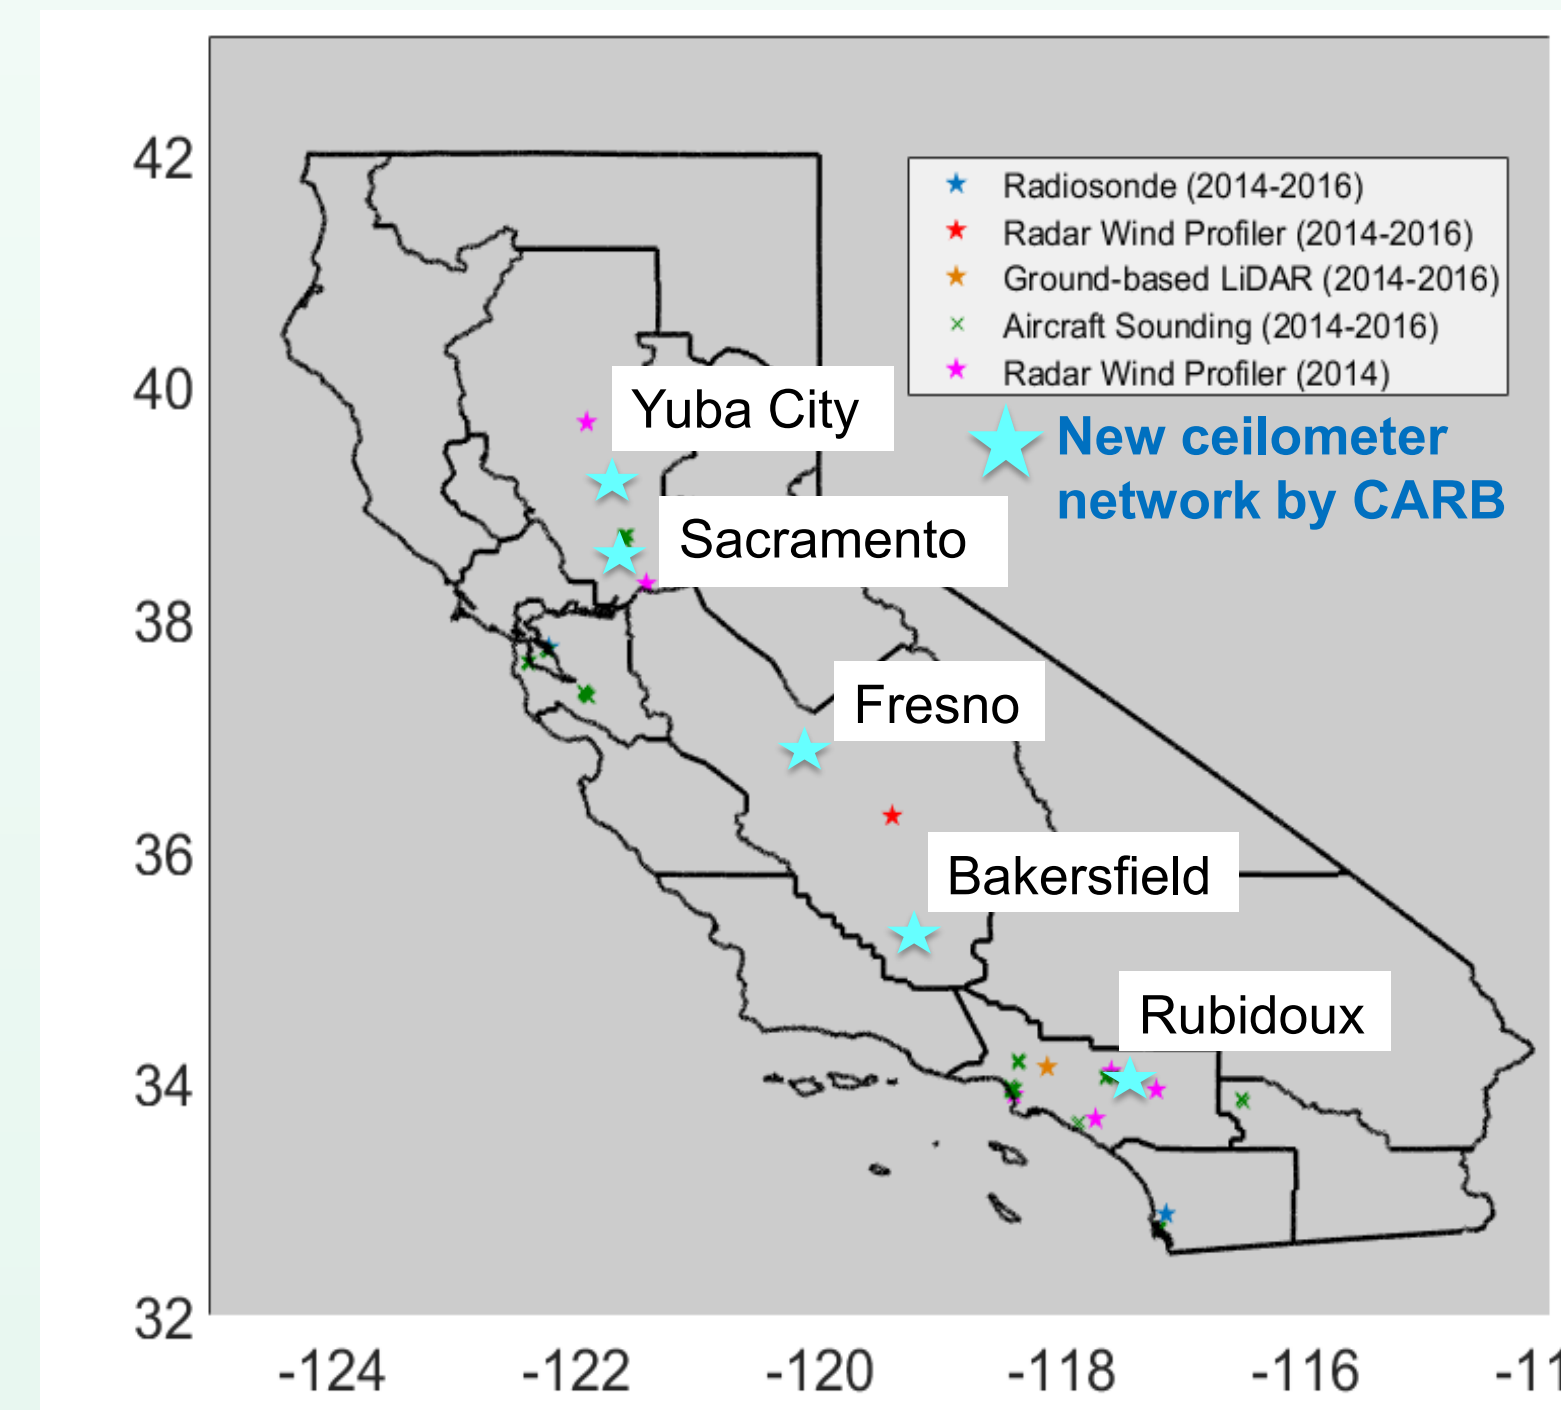 42
40
38
36
34
32
Radiosonde (2014-2016)
Radar Wind Profiler (2014-2016)
Ground-based LiDAR (2014-2016)
Aircraft Sounding (2014-2016)
Radar Wind Profiler (2014)
New ceilometer
network by CARB
Yuba City
Sacramento
Fresno
Bakersfield
Rubidoux
-124 -122 -120 -118 -116